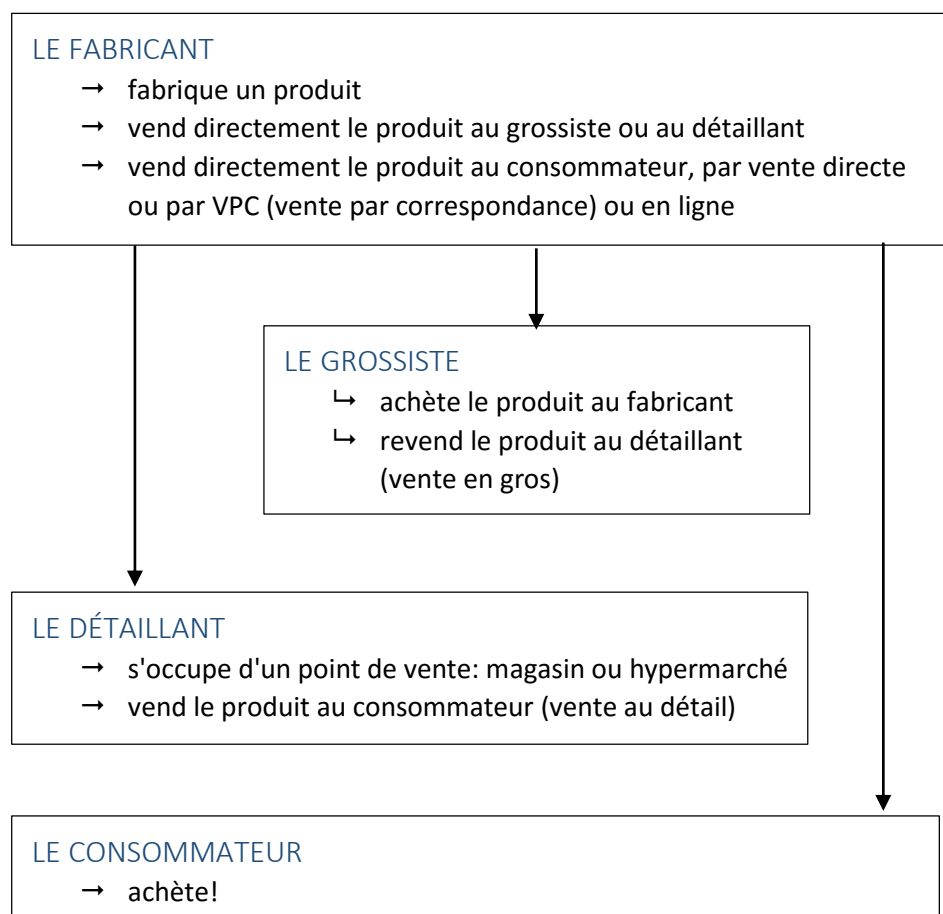 LE FABRICANT
→ fabrique un produit
→ vend directement le produit au grossiste ou au détaillant
→ vend directement le produit au consommateur, par vente directe
ou par VPC (vente par correspondance) ou en ligne
LE GROSSISTE
↳ achète le produit au fabricant
↳ revend le produit au détaillant
(vente en gros)
LE DÉTAILLANT
→ s'occupe d'un point de vente: magasin ou hypermarché
→ vend le produit au consommateur (vente au détail)
LE CONSOMMATEUR
→ achète!